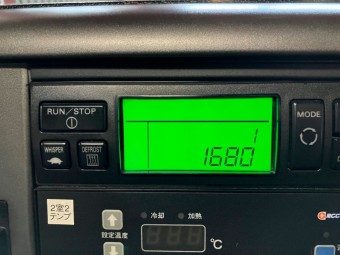 RUN/STOP
1
1680
MODE
WHISPER
DEFROST
2室2
テンプ
冷却
加熱
設定温度
℃